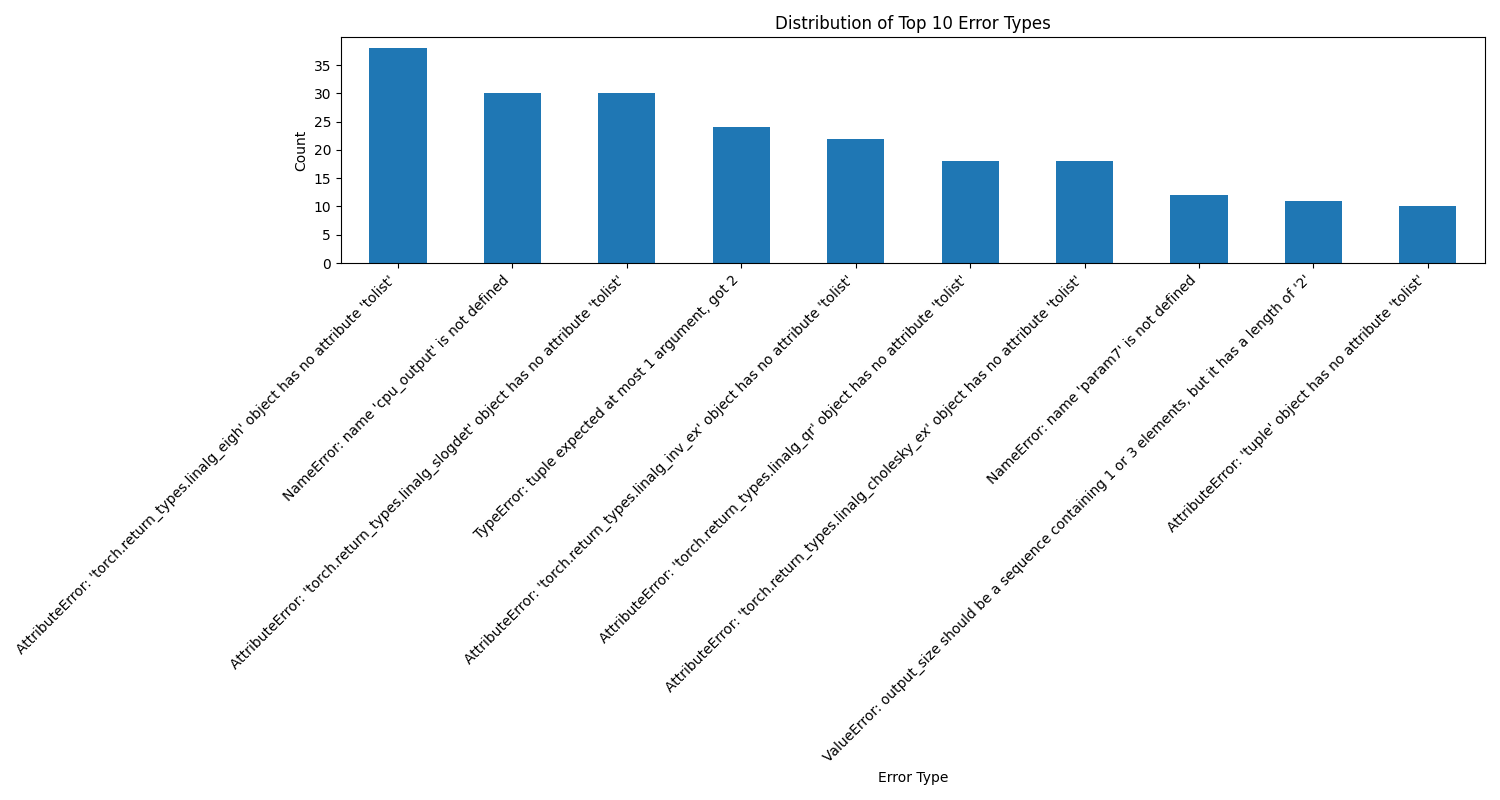 Distribution of Top 10 Error Types
Count
35
30
25
20
15
10
5
0
AttributeError: 'torch.return_types.linalg_eigh' object has no attribute 'tolist'
NameError: name 'cpu_output' is not defined
AttributeError: 'torch.return_types.linalg_slogdet' object has no attribute 'tolist'
TypeError: tuple expected at most 1 argument, got 2
AttributeError: 'torch.return_types.linalg_inv_ex' object has no attribute 'tolist'
AttributeError: 'torch.return_types.linalg_qr' object has no attribute 'tolist'
AttributeError: 'torch.return_types.linalg_cholesky_ex' object has no attribute 'tolist'
NameError: name 'param7' is not defined
ValueError: output_size should be a sequence containing 1 or 3 elements, but it has a length of '2'
AttributeError: 'tuple' object has no attribute 'tolist'
Error Type